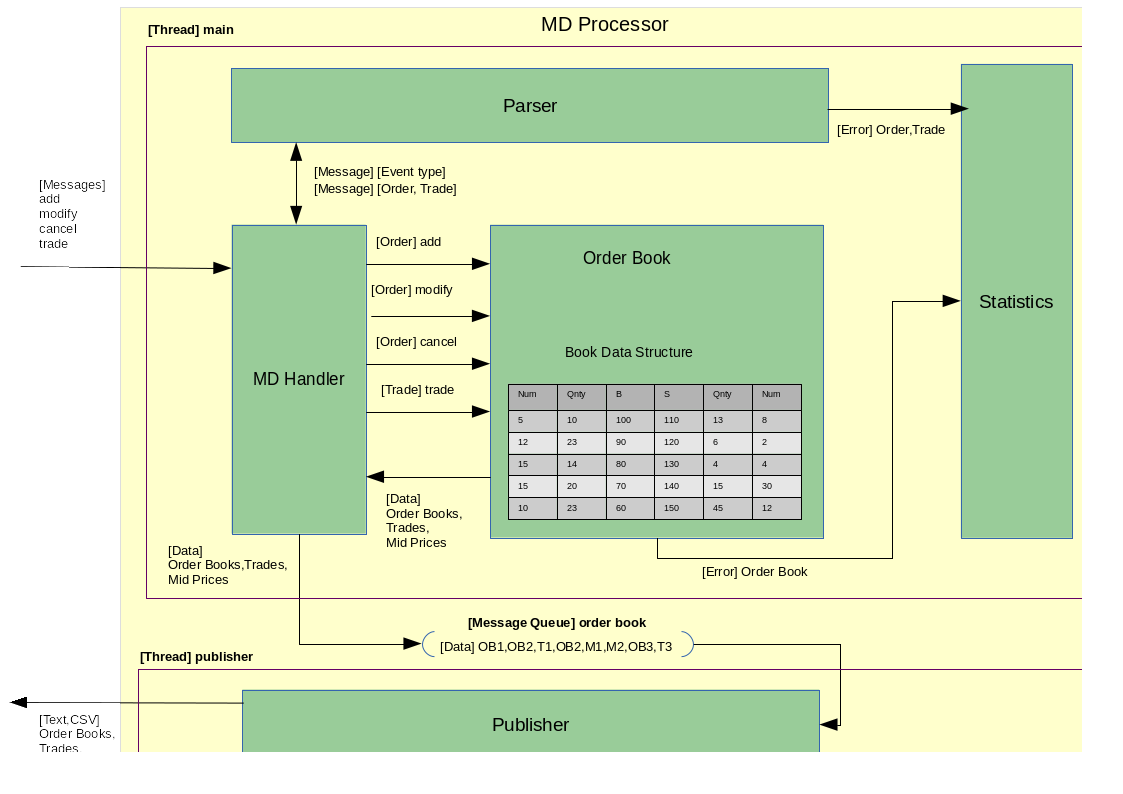 MD Processor
[Thread] main
Parser
Statistics
[Error] Order,Trade
[Message] [Event type]
[Message] [Order, Trade]
[Messages]
add
modify
cancel
trade
MD Handler
[Order] add
[Order] modify
[Order] cancel
[Trade] trade
[Data]
Order Books,
Trades,
Mid Prices
Order Book
Book Data Structure
Num Qnty B S Qnty Num
5 10 100 110 13 8
12 23 90 120 6 2
15 14 80 130 4 4
15 20 70 140 15 30
10 23 60 150 45 12
[Error] Order Book
[Data]
Order Books,Trades,
Mid Prices
[Message Queue] order book
[Data] OB1,OB2,T1,OB2,M1,M2,OB3,T3
[Thread] publisher
Publisher
[Text,CSV]
Order Books,
Trades